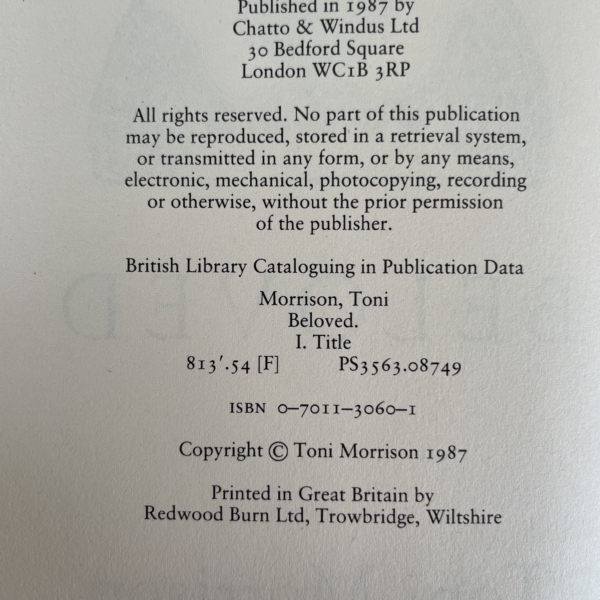 Published in 1987 by
Chatto & Windus Ltd
30 Bedford Square
London WC1B 3RP
All rights reserved. No part of this publication
may be reproduced, stored in a retrieval system,
or transmitted in any form, or by any means,
electronic, mechanical, photocopying, recording
or otherwise, without the prior permission
of the publisher.
British Library Cataloguing in Publication Data
Morrison, Toni
Beloved.
I. Title
813'.54 [F] PS3563.08749
ISBN 0–7011–3060–1
Copyright © Toni Morrison 1987
Printed in Great Britain by
Redwood Burn Ltd, Trowbridge, Wiltshire